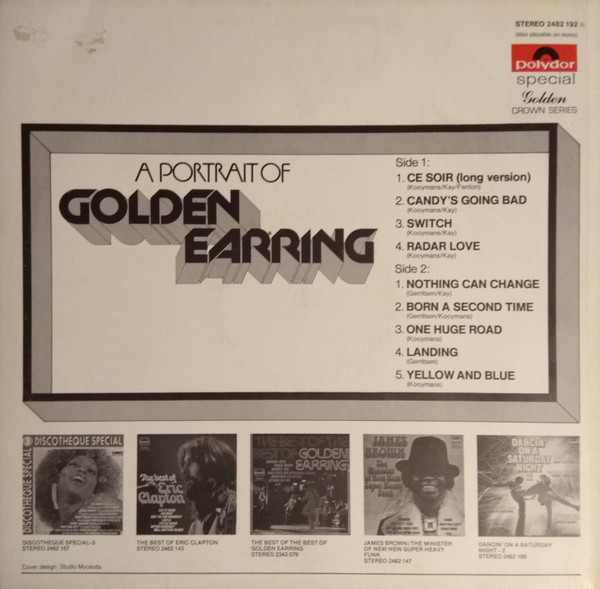 STEREO 2482 192
(also playable on mono)
polydor
special
Golden
CROWN SERIES
A PORTRAIT OF
GOLDEN
EARRING
Side 1:
1. CE SOIR (long version)
(Kooymans/Kay/Fenton)
2. CANDY'S GOING BAD
(Kooymans/Kay)
3. SWITCH
(Kooymans/Kay)
4. RADAR LOVE
(Kooymans/Kay)
Side 2:
1. NOTHING CAN CHANGE
(Gerritsen/Kay)
2. BORN A SECOND TIME
(Gerritsen/Kooymans)
3. ONE HUGE ROAD
(Kooymans)
4. LANDING
(Gerritsen)
5. YELLOW AND BLUE
(Kooymans)
3 DISCOTHEQUE SPECIAL
DISCOTHEQUE SPECIAL
The best of
Eric
Clapton
THE BEST OF THE
BEST OF GOLDEN
EARRING
JAMES
BROWN
DANCIN'
ON A
SATURDAY
NIGHT
DISCOTHEQUE SPECIAL-3
STEREO 2482 157
THE BEST OF ERIC CLAPTON
STEREO 2482 143
THE BEST OF THE BEST OF
GOLDEN EARRING
STEREO 2343 079
JAMES BROWN/THE MINISTER
OF NEW NEW SUPER HEAVY
FUNK
STEREO 2482 147
DANCIN' ON A SATURDAY
NIGHT - 2
STEREO 2482
Cover design: Studio Mycaotis